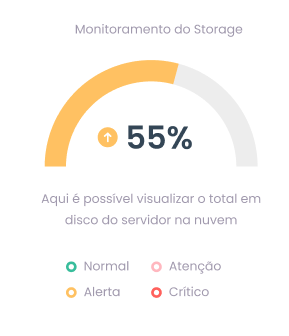 Monitoramento do Storage
55%
Aqui é possível visualizar o total em
disco do servidor na nuvem
Normal
Atenção
Alerta
Crítico